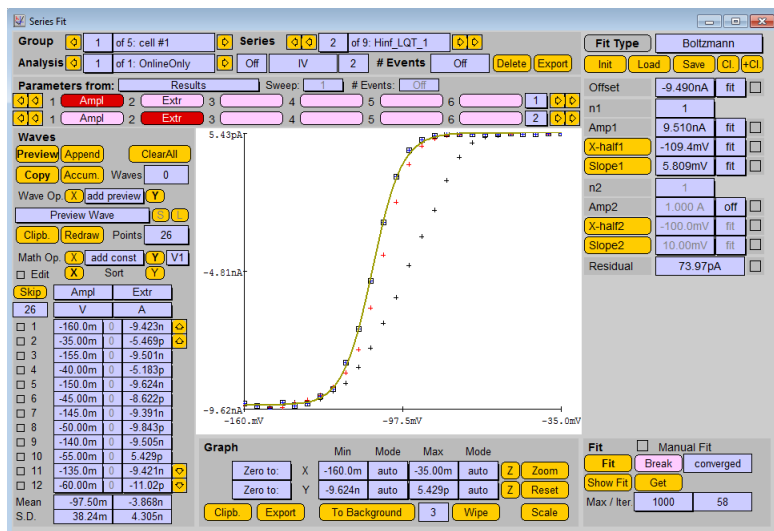 Series Fit
Group 1 of 5: cell #1 Series 2 of 9: Hinf_LQT_1
Analysis 1 of 1: OnlineOnly Off IV 2 # Events Off Delete Export
Parameters from: Results Sweep: 1 # Events: Off
1 Ampl 2 Extr 3 4 5 6 1
1 Ampl 2 Extr 3 4 5 6 2
Waves
Preview Append ClearAll
Copy Accum. Waves 0
Wave Op. X add preview Y
Preview Wave S L
Clipb. Redraw Points 26
Math Op. X add const Y V1
Edit X Sort Y
Skip Ampl Extr
26 V A
1 -160.0m 0 -9.423n
2 -35.00m 0 -5.469p
3 -155.0m 0 -9.501n
4 -40.00m 0 -5.183p
5 -150.0m 0 -9.624n
6 -45.00m 0 -8.622p
7 -145.0m 0 -9.391n
8 -50.00m 0 -9.843p
9 -140.0m 0 -9.505n
10 -55.00m 0 5.429p
11 -135.0m 0 -9.421n
12 -60.00m 0 -11.02p
Mean -97.50m -3.868n
S.D. 38.24m 4.305n
5.43pA
-4.81nA
-9.62nA
-160.mV -97.5mV -35.0mV
Graph Min Mode Max Mode
Zero to: X -160.0m auto -35.00m auto Z Zoom
Zero to: Y -9.624n auto 5.429p auto Z Reset
Clipb. Export To Background 3 Wipe Scale
Fit Type Boltzmann
Init Load Save Cl. +Cl.
Offset -9.490nA fit
n1 1
Amp1 9.510nA fit
X-half1 -109.4mV fit
Slope1 5.809mV fit
n2 1
Amp2 1.000 A off
X-half2 -100.0mV fit
Slope2 10.00mV fit
Residual 73.97pA
Fit Manual Fit
Fit Break converged
Show Fit Get
Max / Iter. 1000 58